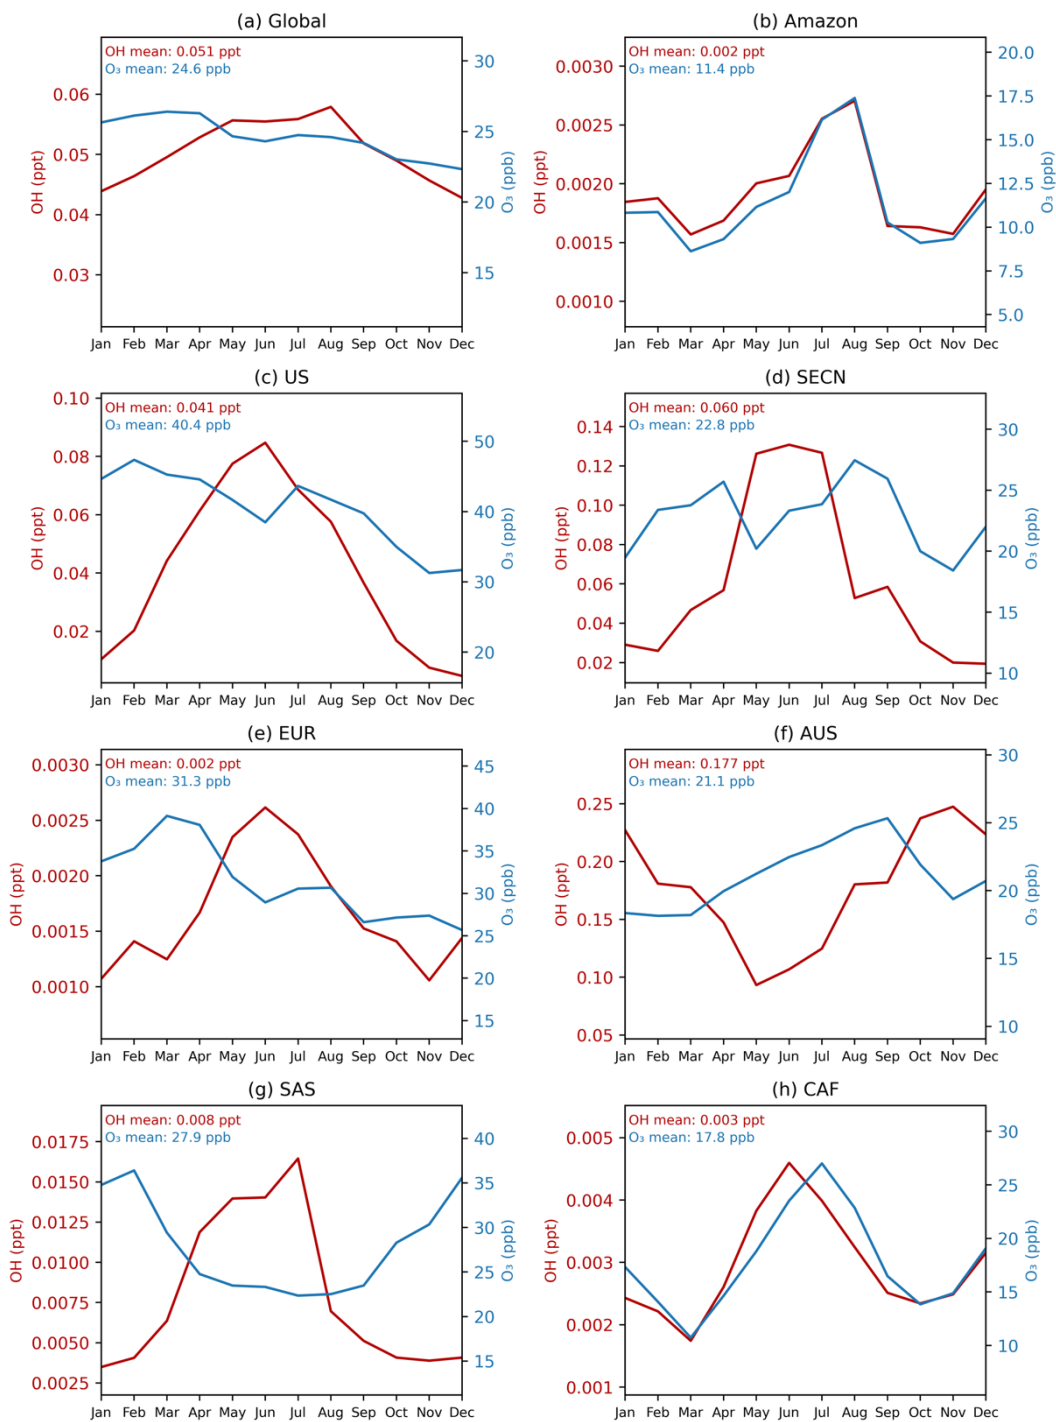 (a) Global
OH mean: 0.051 ppt
O₃ mean: 24.6 ppb
OH (ppt)
0.06
0.05
0.04
0.03
O₃ (ppb)
30
25
20
15
Jan Feb Mar Apr May Jun Jul Aug Sep Oct Nov Dec
(b) Amazon
OH mean: 0.002 ppt
O₃ mean: 11.4 ppb
OH (ppt)
0.0030
0.0025
0.0020
0.0015
0.0010
O₃ (ppb)
20.0
17.5
15.0
12.5
10.0
7.5
5.0
Jan Feb Mar Apr May Jun Jul Aug Sep Oct Nov Dec
(c) US
OH mean: 0.041 ppt
O₃ mean: 40.4 ppb
OH (ppt)
0.10
0.08
0.06
0.04
0.02
O₃ (ppb)
50
40
30
20
Jan Feb Mar Apr May Jun Jul Aug Sep Oct Nov Dec
(d) SECN
OH mean: 0.060 ppt
O₃ mean: 22.8 ppb
OH (ppt)
0.14
0.12
0.10
0.08
0.06
0.04
0.02
O₃ (ppb)
30
25
20
15
10
Jan Feb Mar Apr May Jun Jul Aug Sep Oct Nov Dec
(e) EUR
OH mean: 0.002 ppt
O₃ mean: 31.3 ppb
OH (ppt)
0.0030
0.0025
0.0020
0.0015
0.0010
O₃ (ppb)
45
40
35
30
25
20
15
Jan Feb Mar Apr May Jun Jul Aug Sep Oct Nov Dec
(f) AUS
OH mean: 0.177 ppt
O₃ mean: 21.1 ppb
OH (ppt)
0.25
0.20
0.15
0.10
0.05
O₃ (ppb)
30
25
20
15
10
Jan Feb Mar Apr May Jun Jul Aug Sep Oct Nov Dec
(g) SAS
OH mean: 0.008 ppt
O₃ mean: 27.9 ppb
OH (ppt)
0.0175
0.0150
0.0125
0.0100
0.0075
0.0050
0.0025
O₃ (ppb)
40
35
30
25
20
15
Jan Feb Mar Apr May Jun Jul Aug Sep Oct Nov Dec
(h) CAF
OH mean: 0.003 ppt
O₃ mean: 17.8 ppb
OH (ppt)
0.005
0.004
0.003
0.002
0.001
O₃ (ppb)
30
25
20
15
10
Jan Feb Mar Apr May Jun Jul Aug Sep Oct Nov Dec